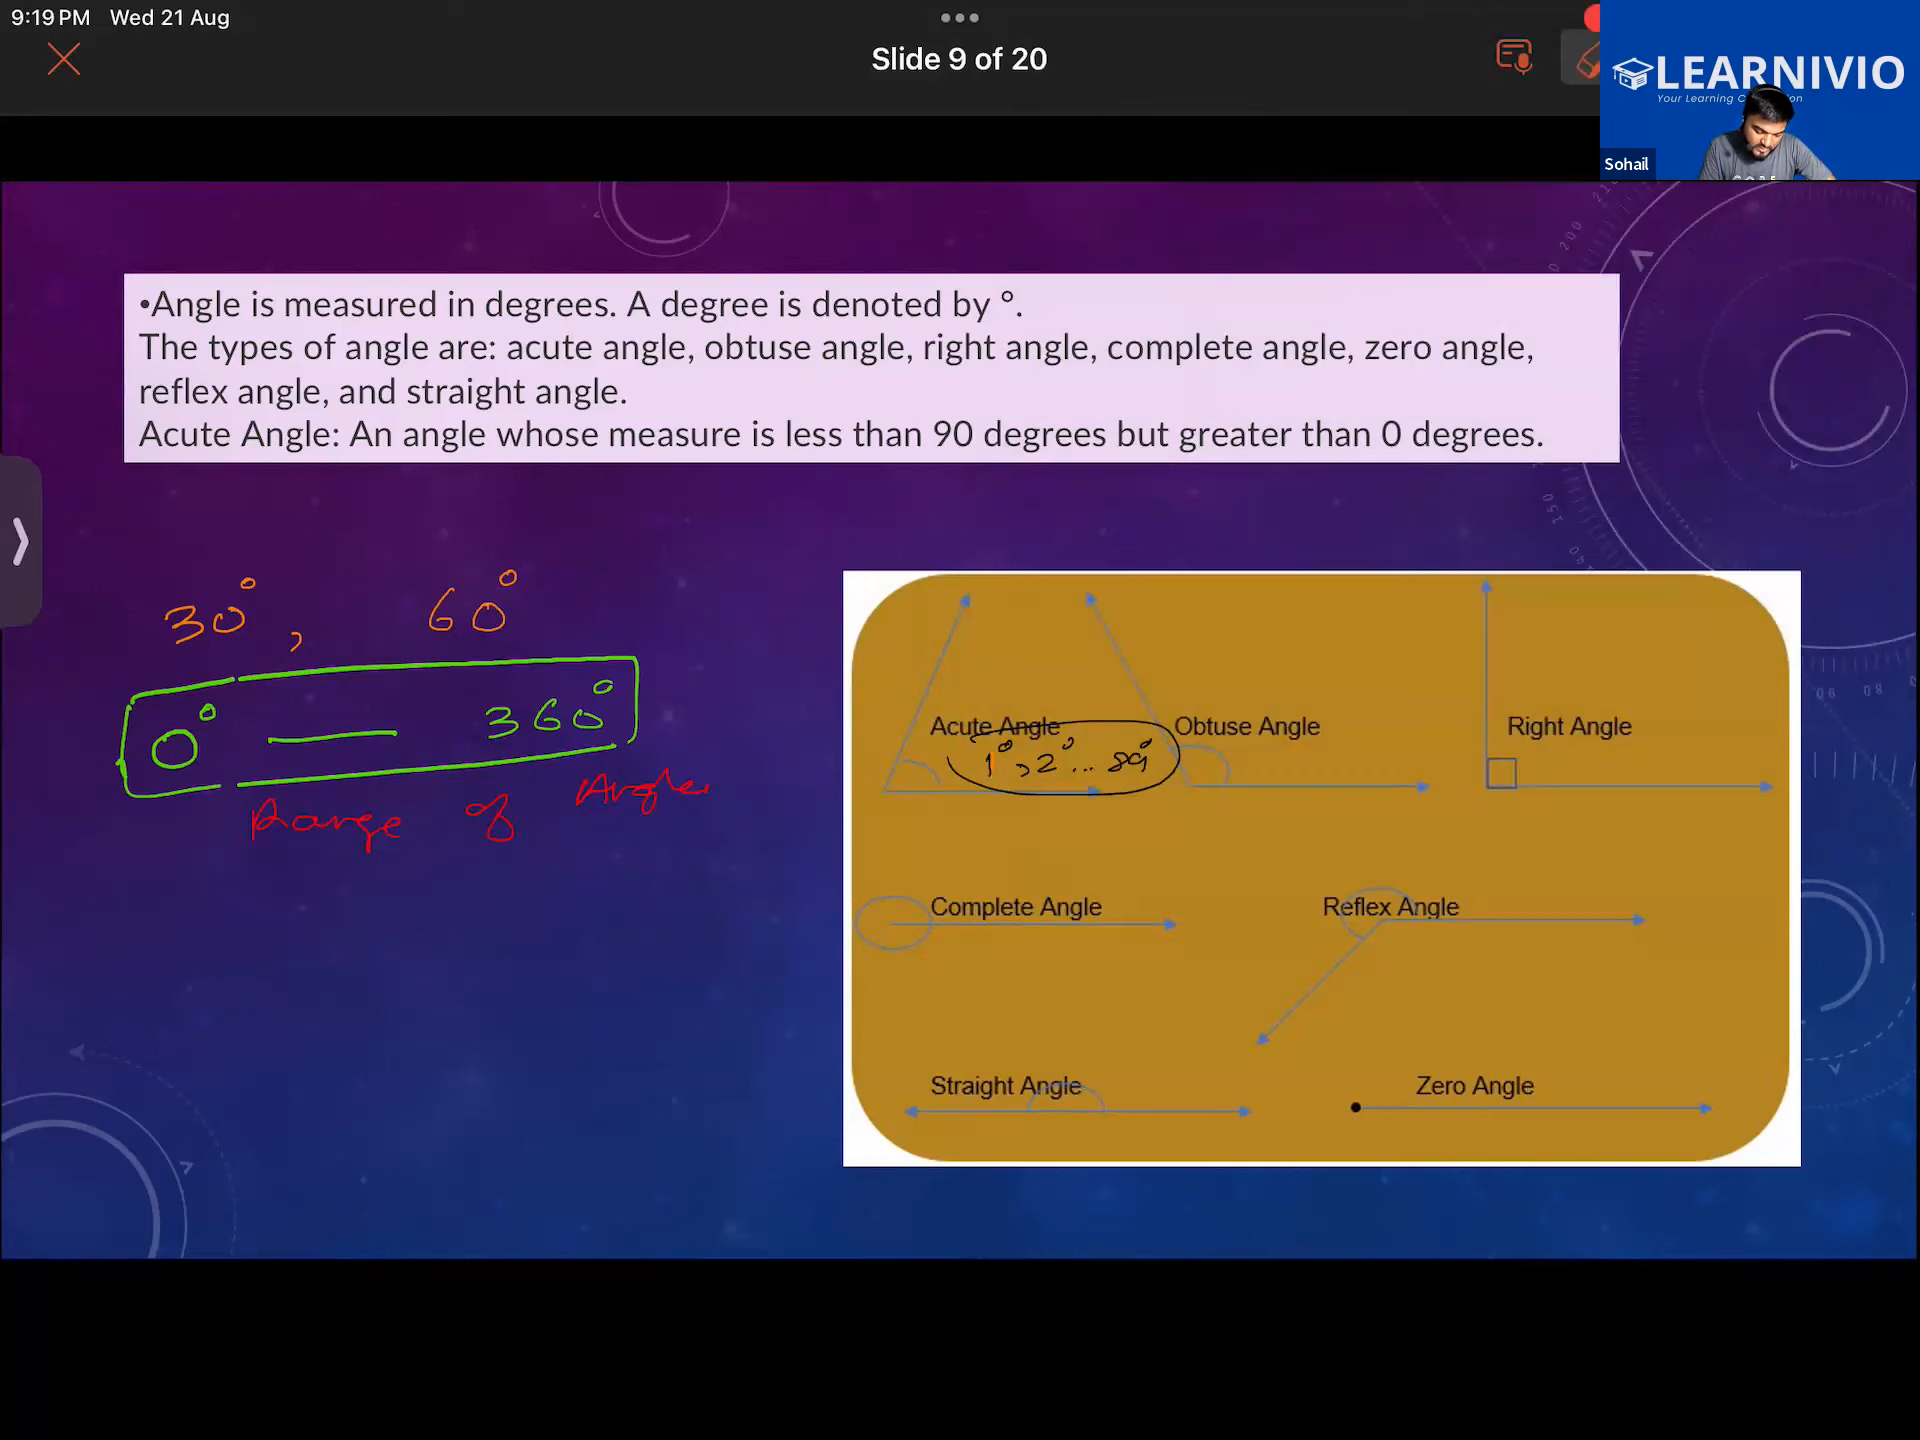 9:19 PM Wed 21 Aug
Slide 9 of 20
LEARNIVIO
Your Learning
Sohail
•Angle is measured in degrees. A degree is denoted by °.
The types of angle are: acute angle, obtuse angle, right angle, complete angle, zero angle,
reflex angle, and straight angle.
Acute Angle: An angle whose measure is less than 90 degrees but greater than 0 degrees.
30°, 60°
0° — 360°
Range of Angles
Acute Angle
1°, 2° ... 89°
Obtuse Angle
Right Angle
Complete Angle
Reflex Angle
Straight Angle
Zero Angle